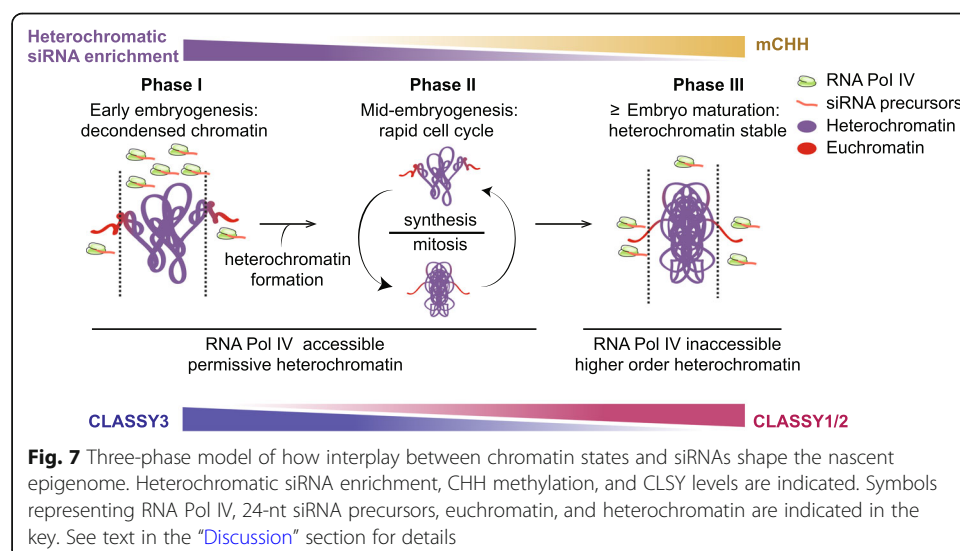 Heterochromatic
siRNA enrichment
mCHH
Phase I
Early embryogenesis:
decondensed chromatin
Phase II
Mid-embryogenesis:
rapid cell cycle
Phase III
≥ Embryo maturation:
heterochromatin stable
RNA Pol IV
siRNA precursors
Heterochromatin
Euchromatin
heterochromatin
formation
synthesis
mitosis
RNA Pol IV accessible
permissive heterochromatin
RNA Pol IV inaccessible
higher order heterochromatin
CLASSY3
CLASSY1/2
Fig. 7 Three-phase model of how interplay between chromatin states and siRNAs shape the nascent
epigenome. Heterochromatic siRNA enrichment, CHH methylation, and CLSY levels are indicated. Symbols
representing RNA Pol IV, 24-nt siRNA precursors, euchromatin, and heterochromatin are indicated in the
key. See text in the “Discussion” section for details